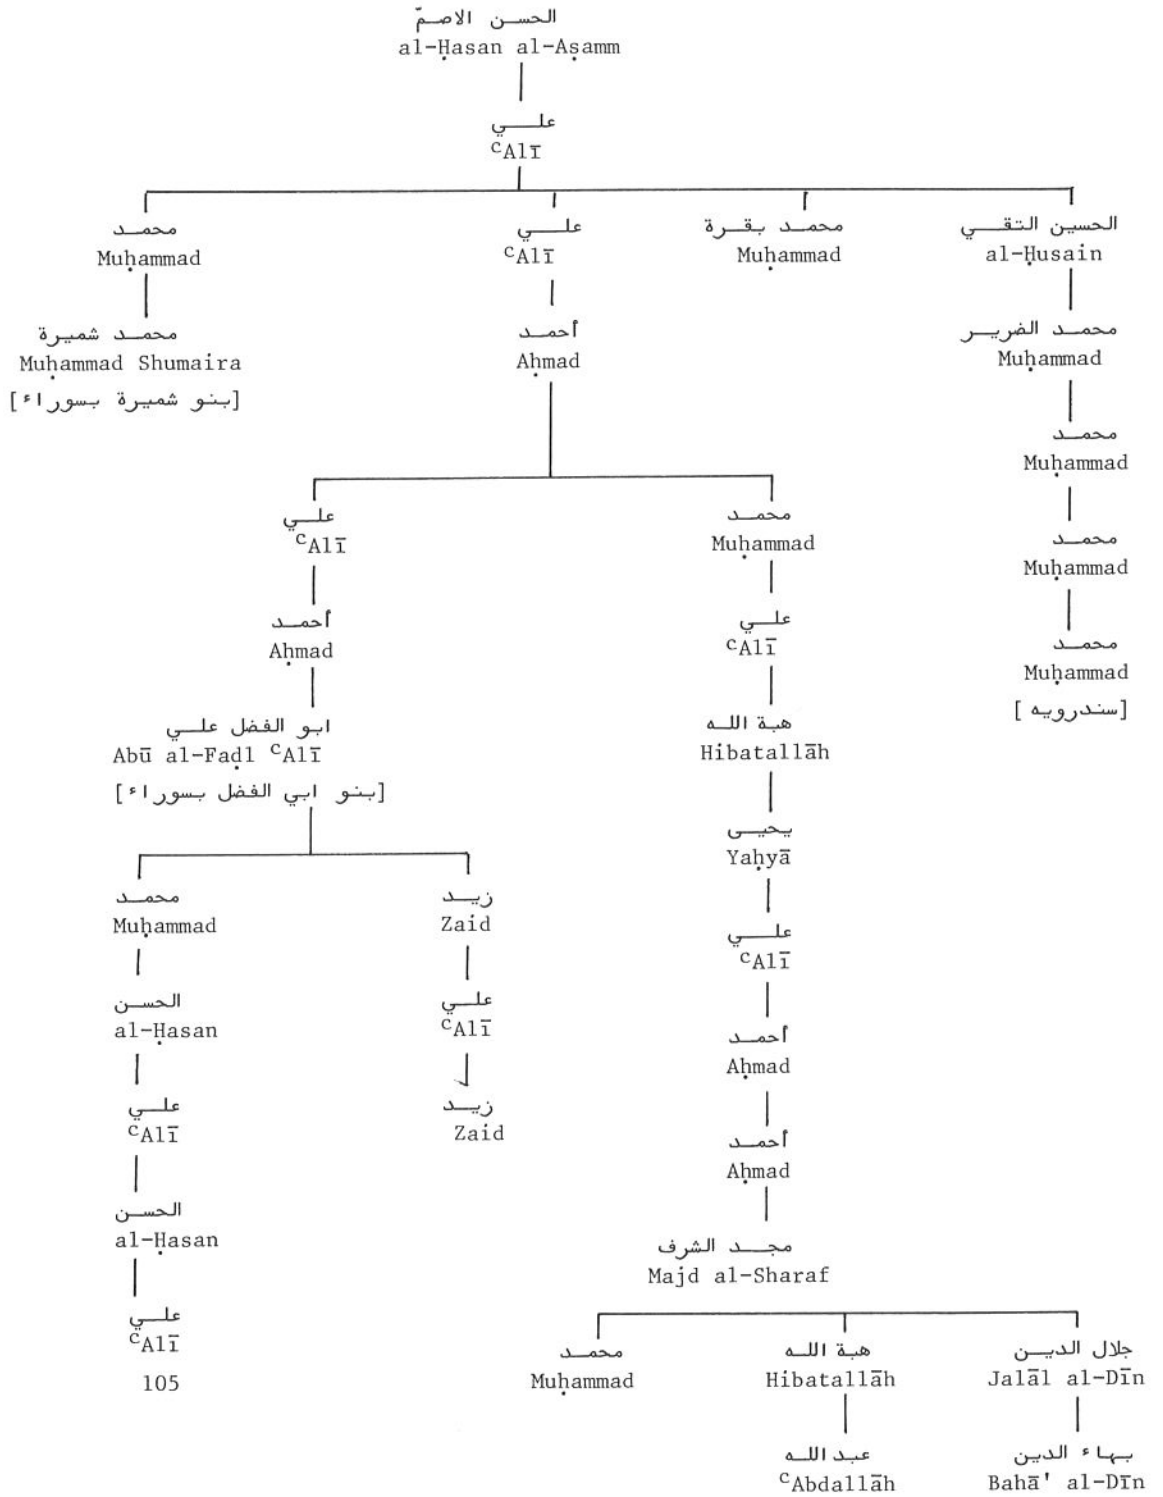 الحسن الاصمّ
al-Ḥasan al-Aṣamm
علي
ᶜAlī
محمد
Muḥammad
علي
ᶜAlī
محمد بقرة
Muḥammad
الحسين التقي
al-Ḥusain
محمد شميرة
Muḥammad Shumaira
[بنو شميرة بسوراء]
أحمد
Aḥmad
محمد الضرير
Muḥammad
محمد
Muḥammad
علي
ᶜAlī
محمد
Muḥammad
محمد
Muḥammad
أحمد
Aḥmad
علي
ᶜAlī
محمد
Muḥammad
[سندرويه]
ابو الفضل علي
Abū al-Faḍl ᶜAlī
[بنو ابي الفضل بسوراء]
هبة الله
Hibatallāh
يحيى
Yaḥyā
محمد
Muḥammad
زيد
Zaid
علي
ᶜAlī
الحسن
al-Ḥasan
علي
ᶜAlī
أحمد
Aḥmad
علي
ᶜAlī
زيد
Zaid
أحمد
Aḥmad
الحسن
al-Ḥasan
مجد الشرف
Majd al-Sharaf
علي
ᶜAlī
105
محمد
Muḥammad
هبة الله
Hibatallāh
جلال الدين
Jalāl al-Dīn
عبد الله
ᶜAbdallāh
بهاء الدين
Bahā' al-Dīn